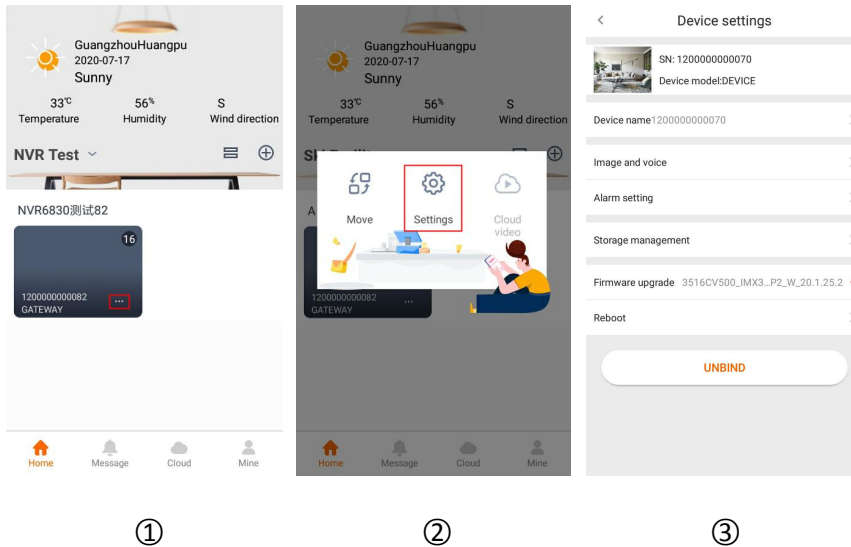 GuangzhouHuangpu
2020-07-17
Sunny
33℃ 56% S
Temperature Humidity Wind direction
NVR Test
NVR6830测试82
16
1200000000082
GATEWAY
Home Message Cloud Mine
①
GuangzhouHuangpu
2020-07-17
Sunny
33℃ 56% S
Temperature Humidity Wind direction
Move Settings Cloud
video
1200000000082
GATEWAY
Home Message Cloud Mine
②
Device settings
SN: 1200000000070
Device model:DEVICE
Device name1200000000070
Image and voice
Alarm setting
Storage management
Firmware upgrade 3516CV500_IMX3...P2_W_20.1.25.2
Reboot
UNBIND
③